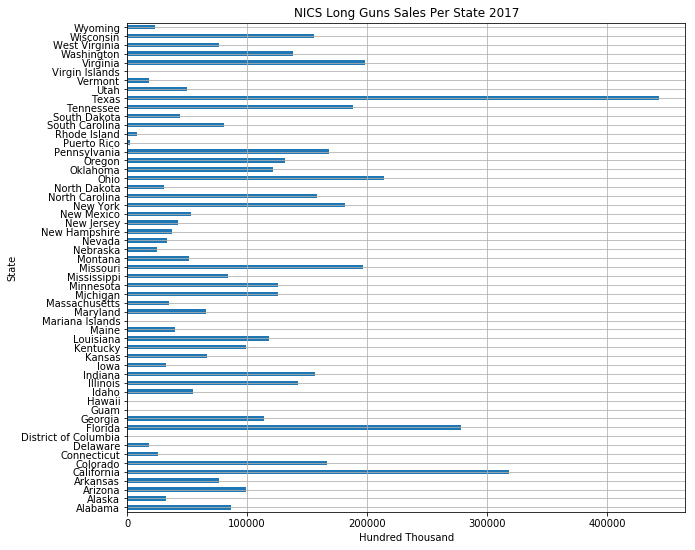 NICS Long Guns Sales Per State 2017
Wyoming
Wisconsin
West Virginia
Washington
Virginia
Virgin Islands
Vermont
Utah
Texas
Tennessee
South Dakota
South Carolina
Rhode Island
Puerto Rico
Pennsylvania
Oregon
Oklahoma
Ohio
North Dakota
North Carolina
New York
New Mexico
New Jersey
New Hampshire
Nevada
Nebraska
Montana
Missouri
Mississippi
Minnesota
Michigan
Massachusetts
Maryland
Mariana Islands
Maine
Louisiana
Kentucky
Kansas
Iowa
Indiana
Illinois
Idaho
Hawaii
Guam
Georgia
Florida
District of Columbia
Delaware
Connecticut
Colorado
California
Arkansas
Arizona
Alaska
Alabama
State
0 100000 200000 300000 400000
Hundred Thousand